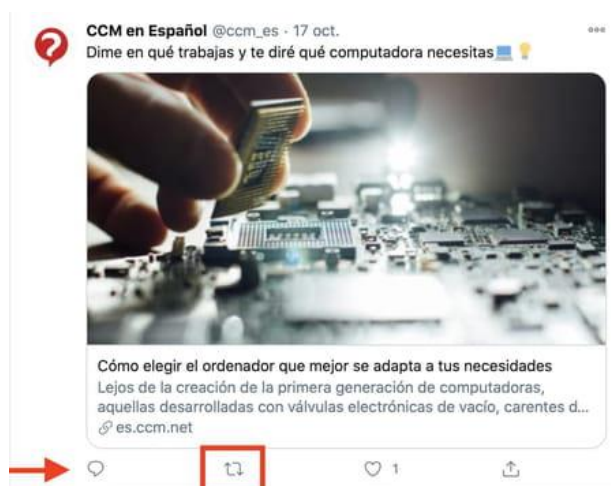 CCM en Español @ccm_es · 17 oct.
Dime en qué trabajas y te diré qué computadora necesitas
Cómo elegir el ordenador que mejor se adapta a tus necesidades
Lejos de la creación de la primera generación de computadoras,
aquellas desarrolladas con válvulas electrónicas de vacío, carentes d...
es.ccm.net
1